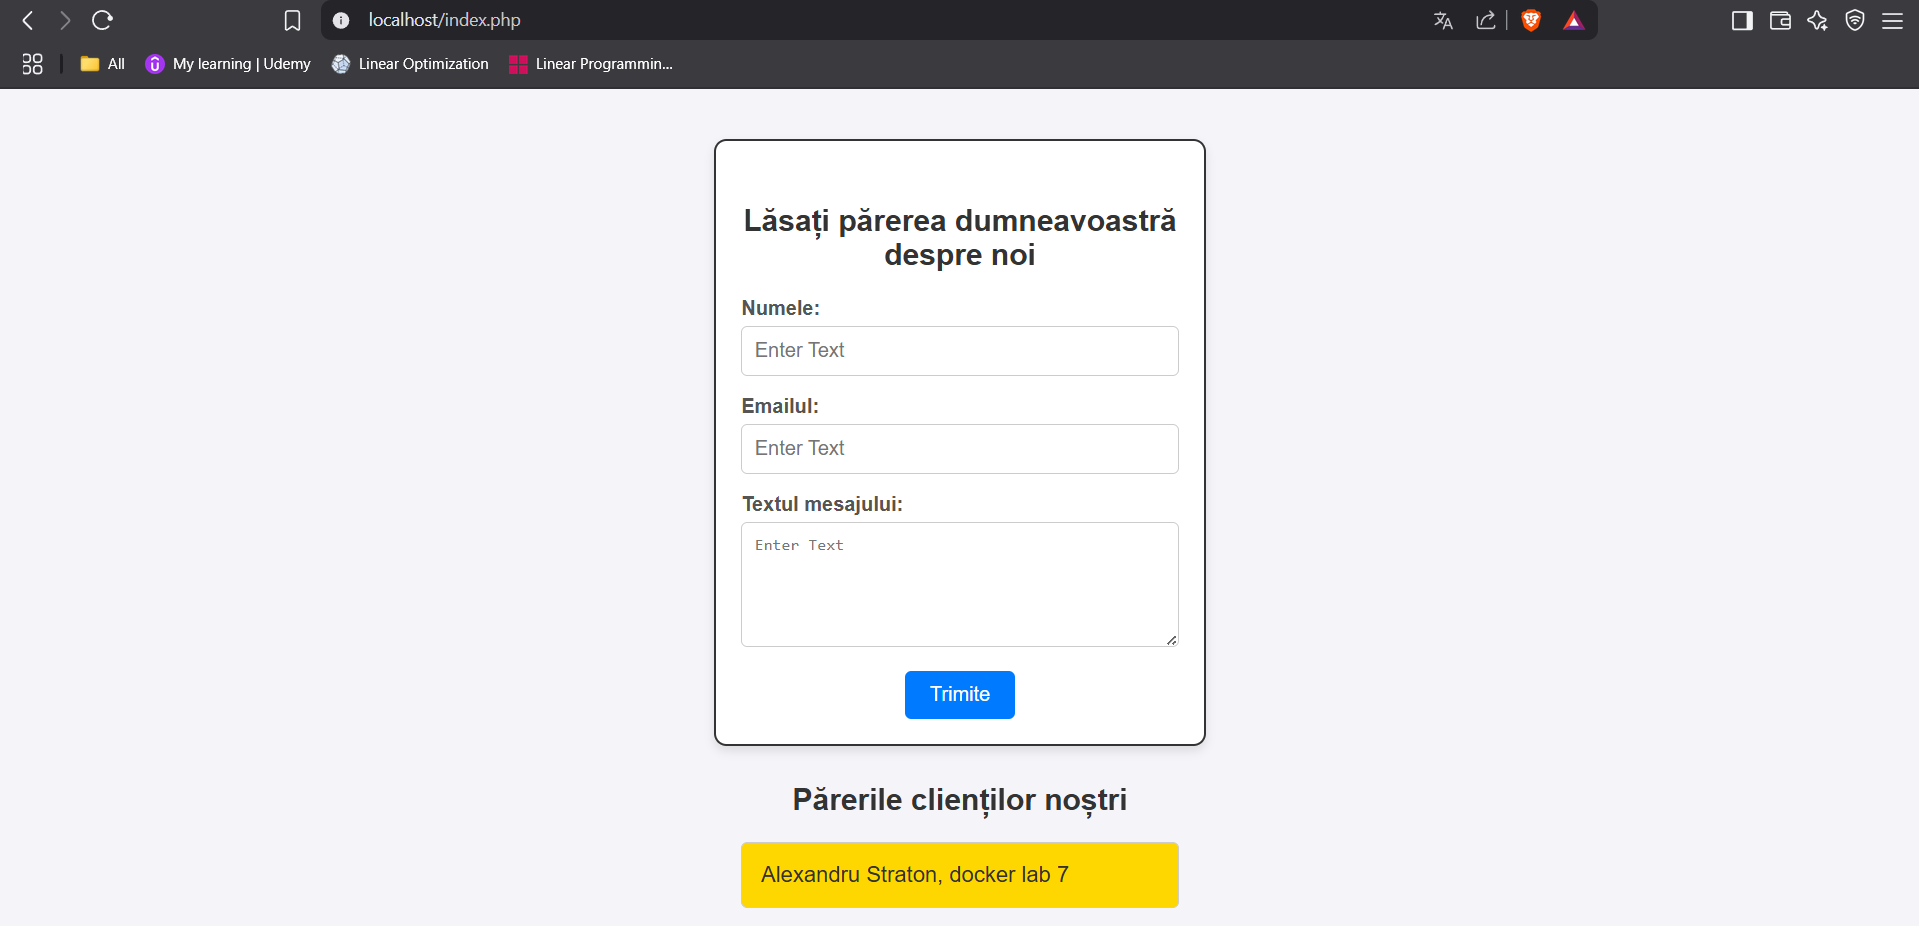 localhost/index.php
All
My learning | Udemy
Linear Optimization
Linear Programmin...
Lăsați părerea dumneavoastră
despre noi
Numele:
Enter Text
Emailul:
Enter Text
Textul mesajului:
Enter Text
Trimite
Părerile clienților noștri
Alexandru Straton, docker lab 7